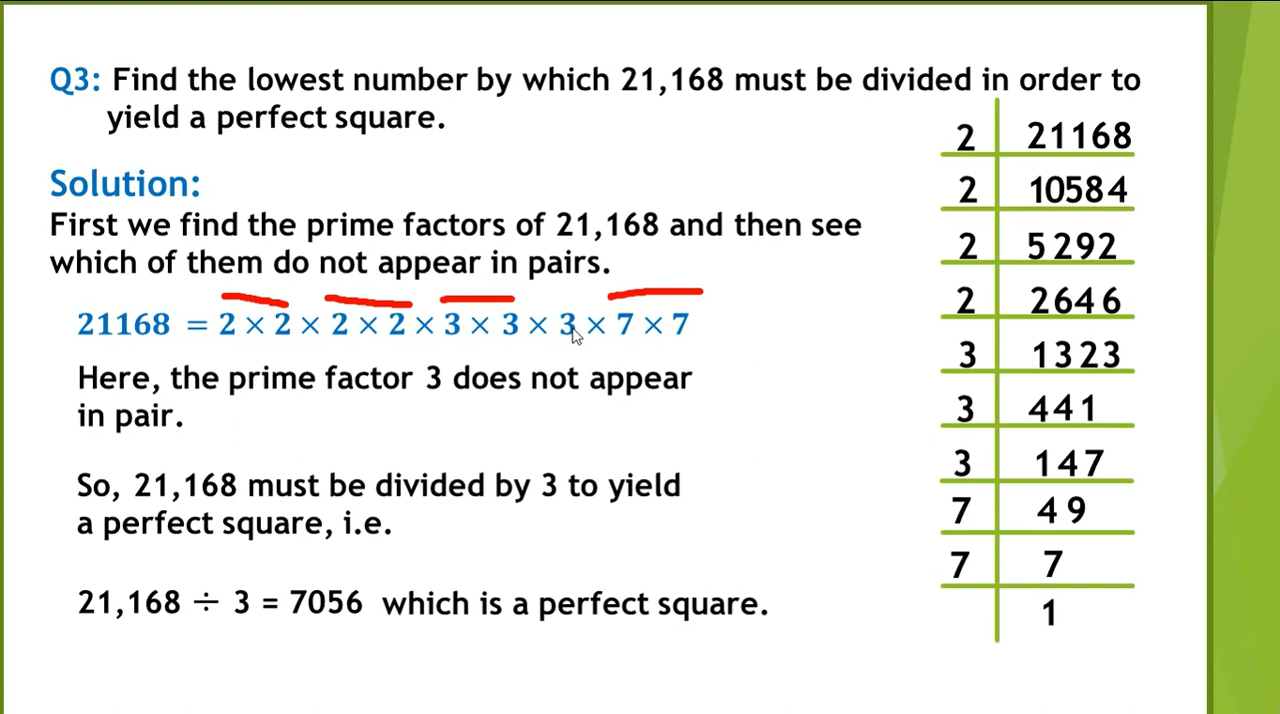 Q3: Find the lowest number by which 21,168 must be divided in order to
yield a perfect square.
Solution:
First we find the prime factors of 21,168 and then see
which of them do not appear in pairs.
21168 = 2 × 2 × 2 × 2 × 3 × 3 × 3 × 7 × 7
Here, the prime factor 3 does not appear
in pair.
So, 21,168 must be divided by 3 to yield
a perfect square, i.e.
21,168 ÷ 3 = 7056 which is a perfect square.
2 21168
2 10584
2 5292
2 2646
3 1323
3 441
3 147
7 49
7 7
1